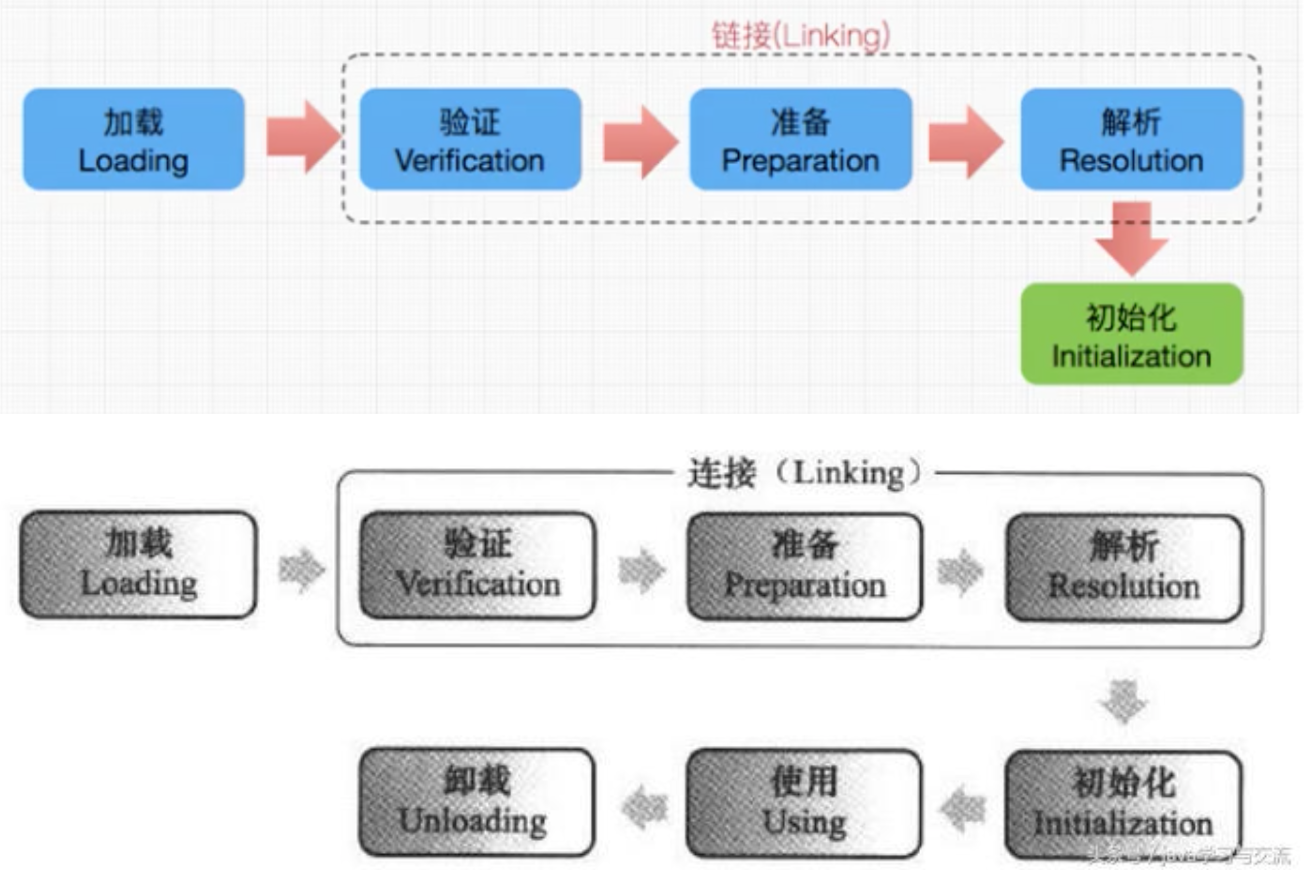 链接(Linking)
加载
Loading
验证
Verification
准备
Preparation
解析
Resolution
初始化
Initialization
连接（Linking）
加载
Loading
验证
Verification
准备
Preparation
解析
Resolution
卸载
Unloading
使用
Using
初始化
Initialization
头条号 / java学习与交流